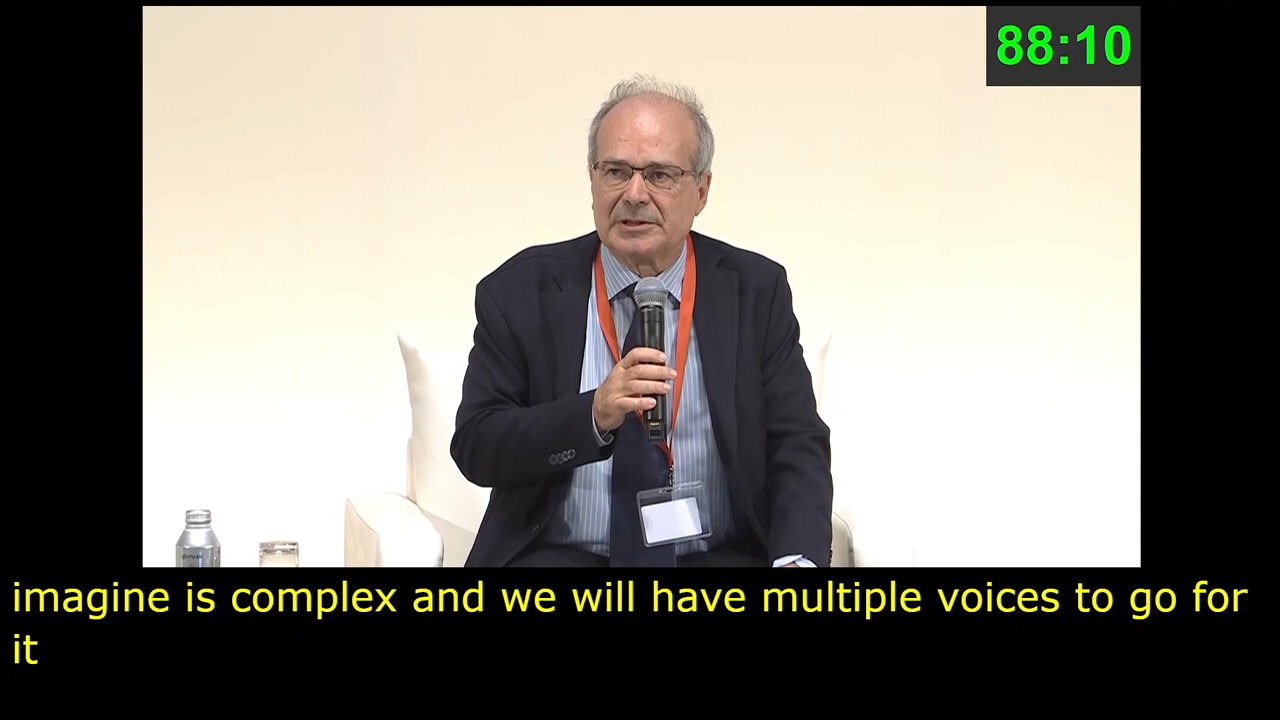 88:10
imagine is complex and we will have multiple voices to go for
it